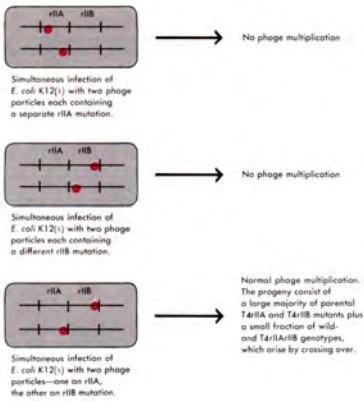 rIIA rIIB
No phage multiplication
Simultaneous infection of
E. coli K12(λ) with two phage
particles each containing
a separate rIIA mutation.
rIIA rIIB
No phage multiplication
Simultaneous infection of
E. coli K12(λ) with two phage
particles each containing
a different rIIB mutation.
rIIA rIIB
Normal phage multiplication.
The progeny consist of
a large majority of parental
T4rIIA and T4rIIB mutants plus
a small fraction of wild-
and T4rIIArIIB genotypes,
which arise by crossing over.
Simultaneous infection of
E. coli K12(λ) with two phage
particles—one an rIIA,
the other an rIIB mutation.